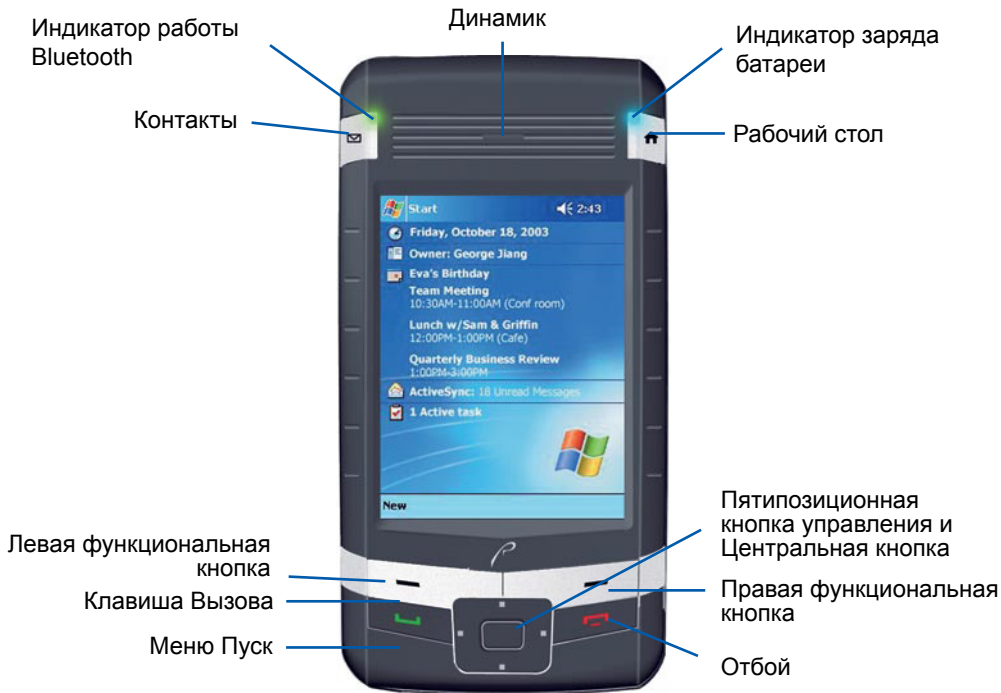 Динамик
Индикатор работы
Bluetooth
Индикатор заряда
батареи
Контакты
Рабочий стол
Start
2:43
Friday, October 18, 2003
Owner: George Jiang
Eva's Birthday
Team Meeting
10:30AM-11:00AM (Conf room)
Lunch w/Sam & Griffin
12:00PM-1:00PM (Cafe)
Quarterly Business Review
1:00PM-3:00PM
ActiveSync: 18 Unread Messages
1 Active task
New
Пятипозиционная
кнопка управления и
Центральная кнопка
Левая функциональная
кнопка
Правая функциональная
кнопка
Клавиша Вызова
Меню Пуск
Отбой